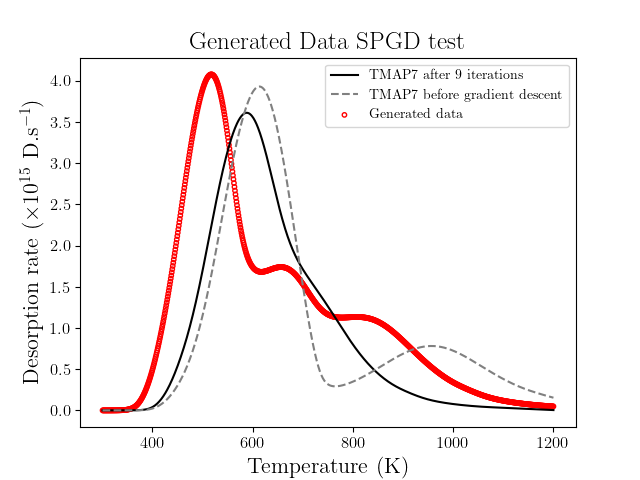 Generated Data SPGD test
TMAP7 after 9 iterations
TMAP7 before gradient descent
Generated data
Desorption rate (×10¹⁵ D.s⁻¹)
4.0
3.5
3.0
2.5
2.0
1.5
1.0
0.5
0.0
400 600 800 1000 1200
Temperature (K)